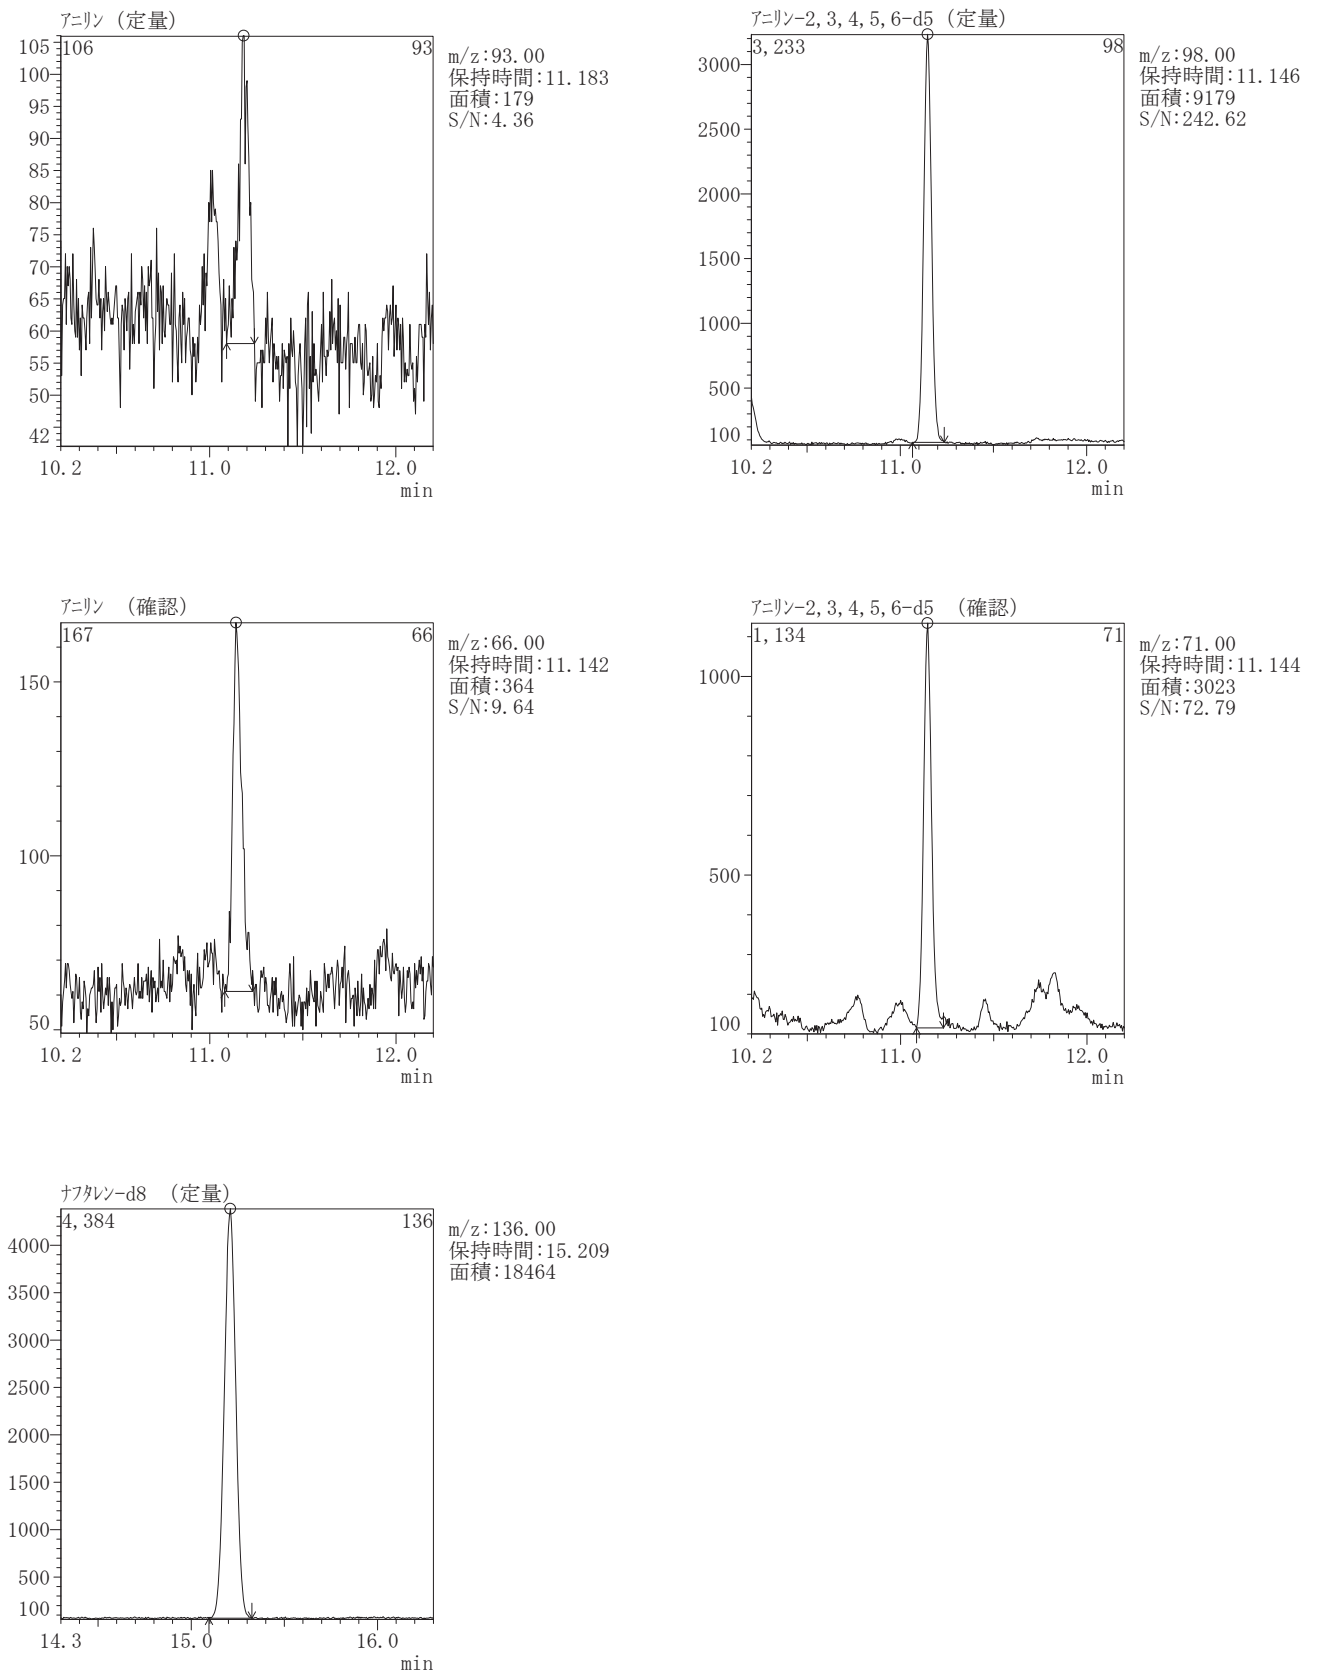 ｱﾆﾘﾝ (定量)
106 93
105
100
95
90
85
80
75
70
65
60
55
50
42
10.2 11.0 12.0
min
m/z:93.00
保持時間:11.183
面積:179
S/N:4.36
ｱﾆﾘﾝ-2,3,4,5,6-d5 (定量)
3,233 98
3000
2500
2000
1500
1000
500
100
10.2 11.0 12.0
min
m/z:98.00
保持時間:11.146
面積:9179
S/N:242.62
ｱﾆﾘﾝ (確認)
167 66
150
100
50
10.2 11.0 12.0
min
m/z:66.00
保持時間:11.142
面積:364
S/N:9.64
ｱﾆﾘﾝ-2,3,4,5,6-d5 (確認)
1,134 71
1000
500
100
10.2 11.0 12.0
min
m/z:71.00
保持時間:11.144
面積:3023
S/N:72.79
ﾅﾌﾀﾚﾝ-d8 (定量)
4,384 136
4000
3500
3000
2500
2000
1500
1000
500
100
14.3 15.0 16.0
min
m/z:136.00
保持時間:15.209
面積:18464